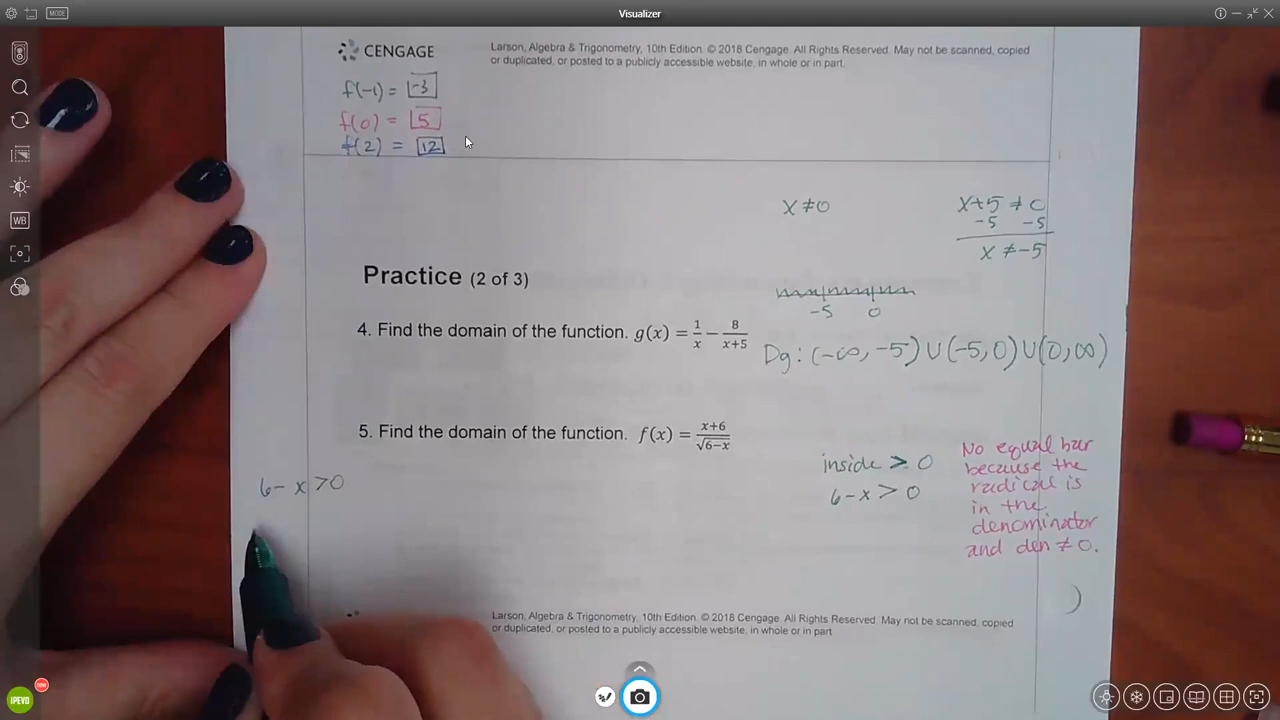 MODE
Visualizer
CENGAGE
Larson, Algebra & Trigonometry, 10th Edition. © 2018 Cengage. All Rights Reserved. May not be scanned, copied
or duplicated, or posted to a publicly accessible website, in whole or in part.
f(-1) = -3
f(0) = 5
f(2) = 12
x≠0
x+5 ≠ 0
-5 -5
x ≠ -5
Practice (2 of 3)
-5 0
4. Find the domain of the function. g(x) = 1/x − 8/(x+5)
Dg: (-∞, -5) ∪ (-5, 0) ∪ (0, ∞)
5. Find the domain of the function. f(x) = (x+6)/√(6−x)
inside > 0
6-x > 0
No equal bar
because the
radical is
in the
denominator
and den ≠ 0.
6-x >0
)
Larson, Algebra & Trigonometry, 10th Edition. © 2018 Cengage. All Rights Reserved. May not be scanned, copied
or duplicated, or posted to a publicly accessible website, in whole or in part
WB
IPEVO
new